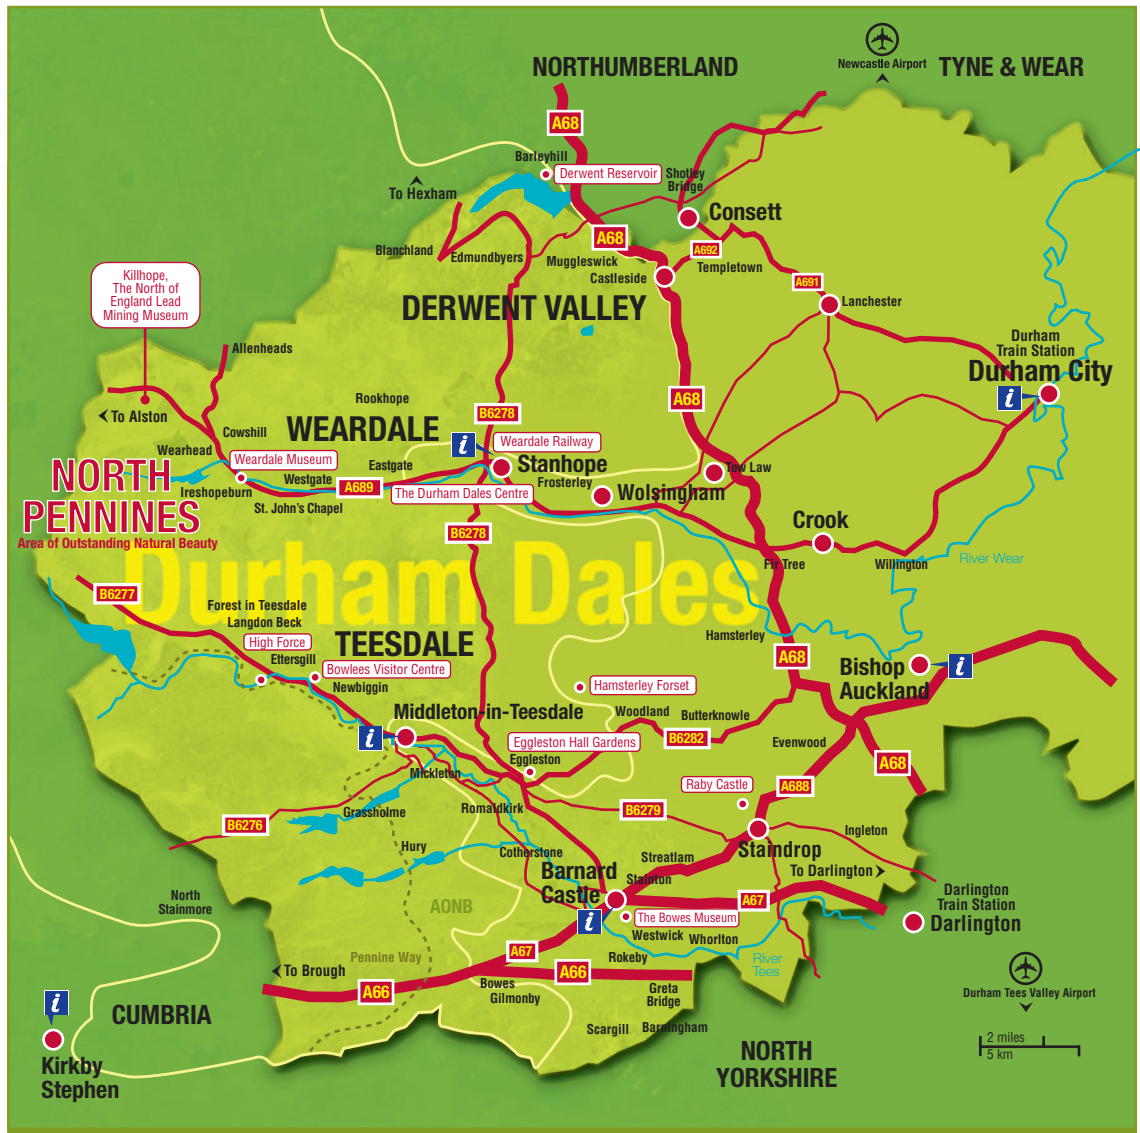 NORTHUMBERLAND
Newcastle Airport
TYNE & WEAR
A68
Barleyhill
Derwent Reservoir
Shotley
Bridge
To Hexham
Consett
A68
A692
Blanchland
Edmundbyers
Muggleswick
Castleside
Templetown
A691
Lanchester
Killhope,
The North of
England Lead
Mining Museum
DERWENT VALLEY
Durham
Train Station
Durham City
i
Allenheads
Rookhope
A68
To Alston
B6278
Cowshill
WEARDALE
i
Weardale Railway
Wearhead
Weardale Museum
Eastgate
Stanhope
Tow Law
NORTH
PENNINES
Area of Outstanding Natural Beauty
Ireshopeburn
Westgate
A689
The Durham Dales Centre
Frosterley
Wolsingham
St. John's Chapel
Crook
B6278
Durham Dales
Fir Tree
Willington
River Wear
B6277
Forest in Teesdale
Langdon Beck
High Force
TEESDALE
Hamsterley
A68
Ettersgill
Bowlees Visitor Centre
Newbiggin
Bishop
Auckland
i
Hamsterley Forset
Middleton-in-Teesdale
i
Woodland
Butterknowle
B6282
Eggleston Hall Gardens
Eggleston
Evenwood
A68
Mickleton
Raby Castle
A688
Grassholme
Romaldkirk
B6279
B6276
Ingleton
Staindrop
Hury
Cotherstone
Streatlam
Barnard
Castle
Stainton
To Darlington
North
Stainmore
AONB
A67
Darlington
Train Station
Darlington
i
The Bowes Museum
Westwick
Whorlton
A67
Pennine Way
Rokeby
River
Tees
To Brough
A66
A66
Bowes
Gilmonby
Greta
Bridge
Durham Tees Valley Airport
i
CUMBRIA
Scargill
Barningham
Kirkby
Stephen
NORTH
YORKSHIRE
2 miles
5 km